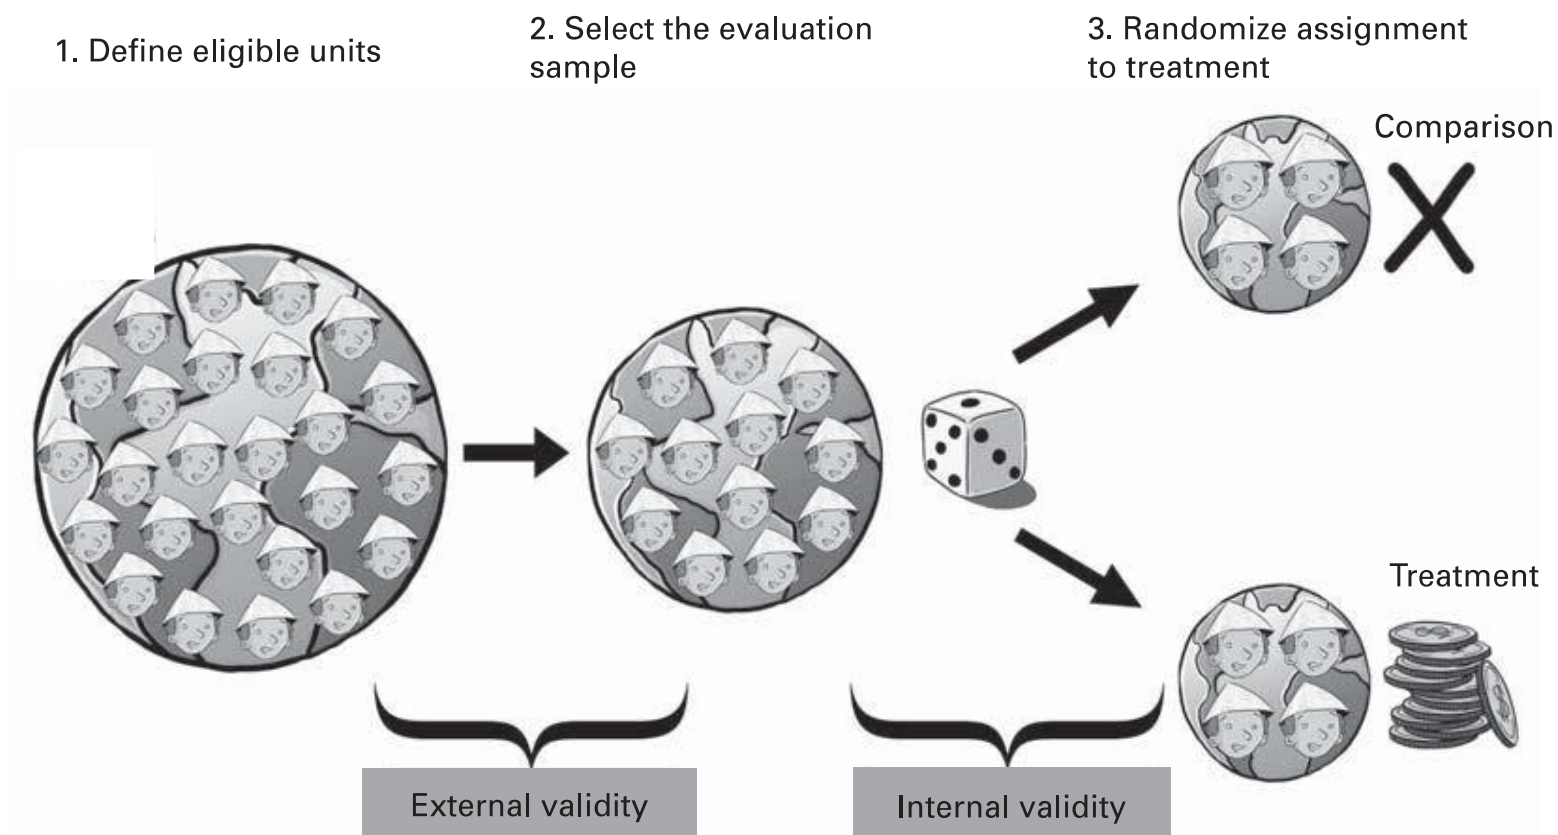 1. Define eligible units
2. Select the evaluation
sample
3. Randomize assignment
to treatment
Comparison
Treatment
External validity
Internal validity